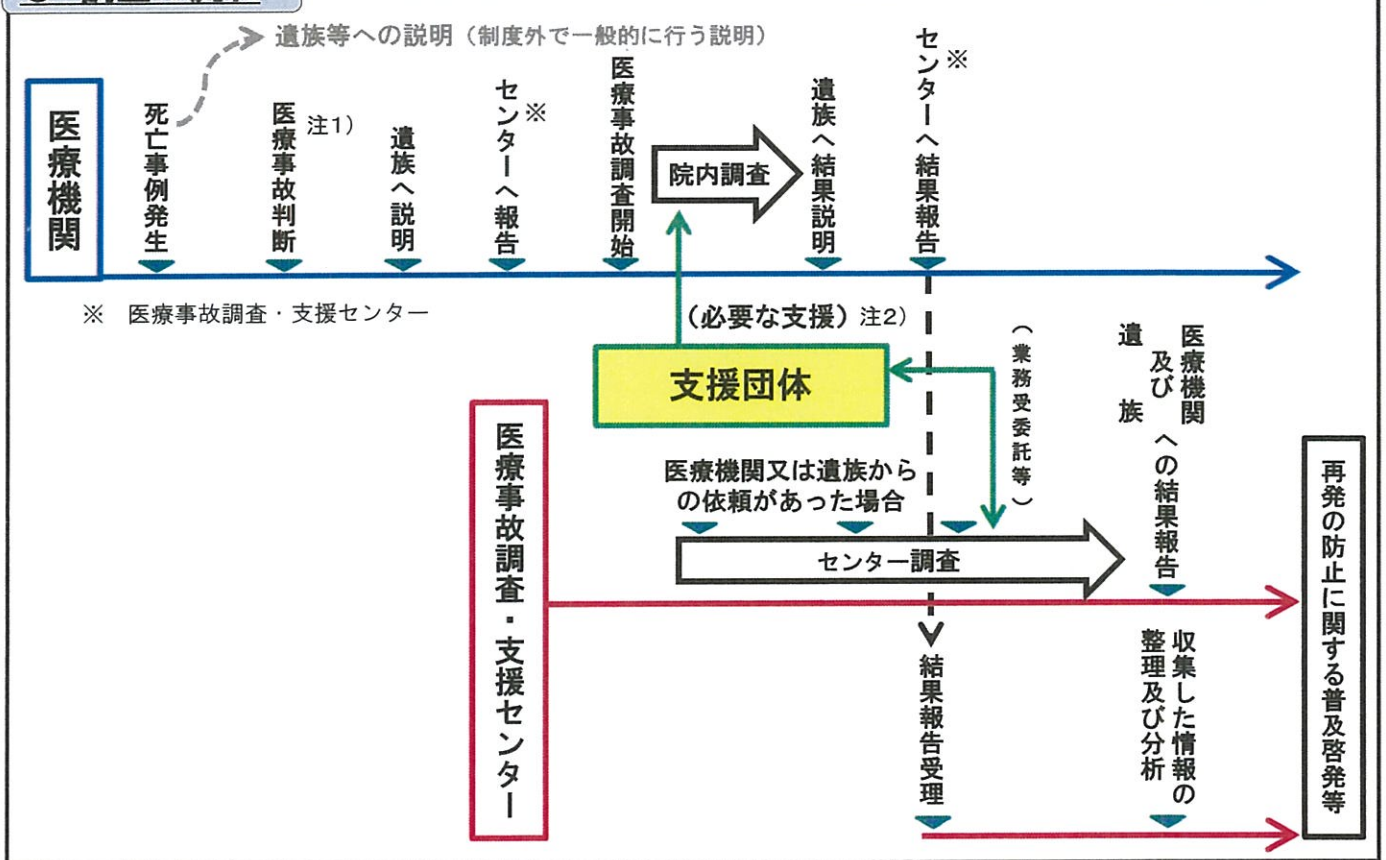 遺族等への説明（制度外で一般的に行う説明）
医療機関
死亡事例発生
医療事故判断
注1）
遺族へ説明
センターへ報告
※
医療事故調査開始
院内調査
遺族へ結果説明
センターへ結果報告
※
※　医療事故調査・支援センター
（必要な支援）注2）
支援団体
（業務受委託等）
医療機関
及び
遺族
への結果報告
医療事故調査・支援センター
医療機関又は遺族から
の依頼があった場合
センター調査
結果報告受理
収集した情報の
整理及び分析
再発の防止に関する普及啓発等